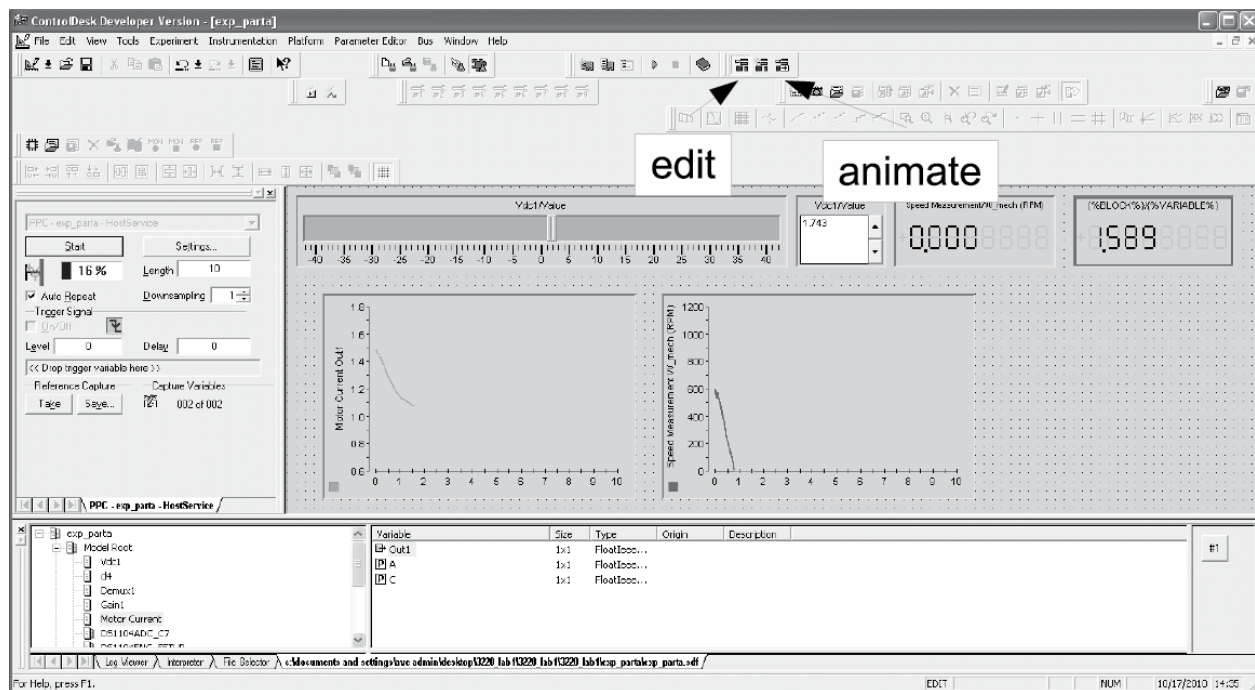 ControlDesk Developer Version - [exp_parta]
File Edit View Tools Experiment Instrumentation Platform Parameter Editor Bus Window Help
edit
animate
PPC - exp_parta - HostService
Start Settings...
16 %
Length 10
Auto Repeat
Downsampling 1
Trigger Signal
On/Off
Level 0 Delay 0
<< Drop trigger variable here >>
Reference Capture Capture Variables
Take Save... 002 of 002
PPC - exp_parta - HostService
Vdc1/Value
-40 -35 -30 -25 -20 -15 -10 -5 0 5 10 15 20 25 30 35 40
Vdc1/Value
1.743
Speed Measurement/W_mech (RPM)
0.000
{%BLOCK%}/{%VARIABLE%}
1.589
Motor Current Out1
1.8
1.6
1.4
1.2
1.0
0.8
0.6
0 1 2 3 4 5 6 7 8 9 10
Speed Measurement W_mech (RPM)
1200
1000
800
600
400
200
0
0 1 2 3 4 5 6 7 8 9 10
exp_parta
Model Root
Vdc1
d4
Demux1
Gain1
Motor Current
DS1104ADC_C7
Variable Size Type Origin Description
Out1 1x1 FloatIeee...
A 1x1 FloatIeee...
C 1x1 FloatIeee...
#1
Log Viewer Interpreter File Selector c:\documents and settings\ave admin\desktop\3220_lab1\3220_lab1\3220_lab1\exp_parta\exp_parta.sdf
For Help, press F1.
EDIT NUM 10/17/2010 14:35